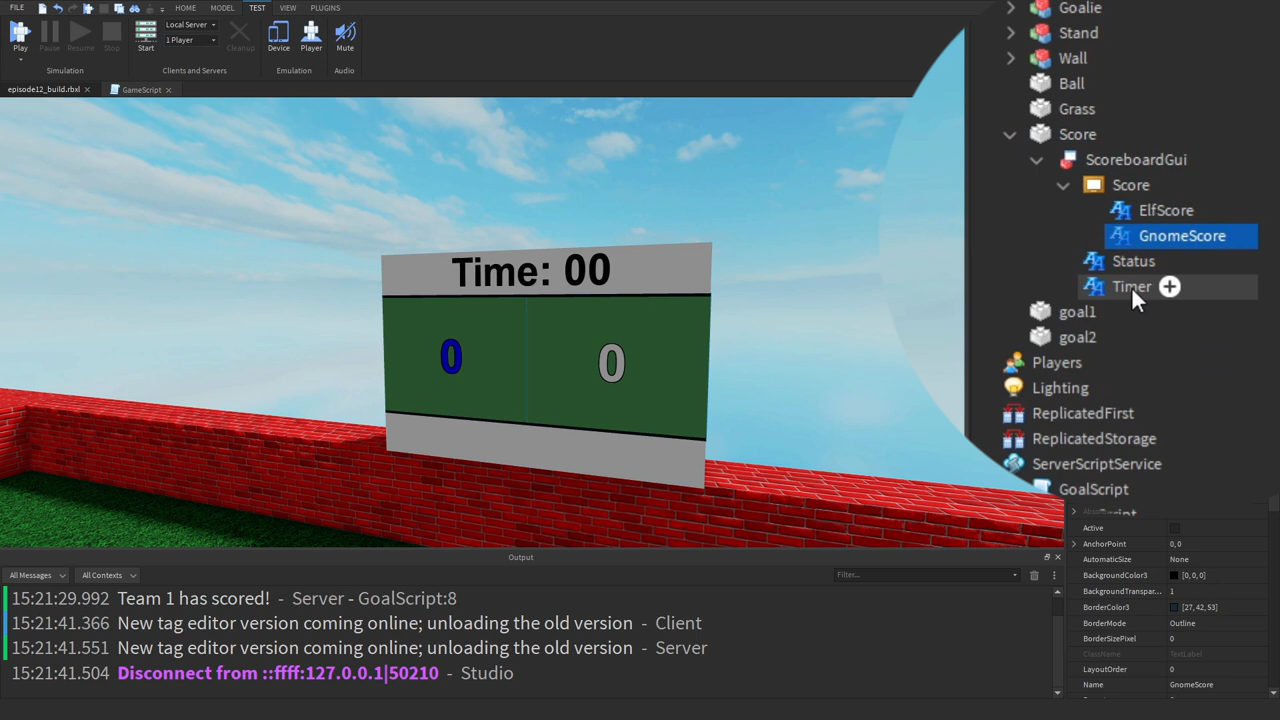 FILE HOME MODEL TEST VIEW PLUGINS
Play Pause Resume Stop
Simulation
Start Local Server 1 Player Cleanup
Clients and Servers
Device Player
Emulation
Mute
Audio
episode12_build.rbxl GameScript
Time: 00
0 0
Goalie
Stand
Wall
Ball
Grass
Score
ScoreboardGui
Score
ElfScore
GnomeScore
Status
Timer
goal1
goal2
Players
Lighting
ReplicatedFirst
ReplicatedStorage
ServerScriptService
GoalScript
Active
AnchorPoint 0, 0
AutomaticSize None
BackgroundColor3 [0, 0, 0]
BackgroundTranspar... 1
BorderColor3 [27, 42, 53]
BorderMode Outline
BorderSizePixel 0
ClassName TextLabel
LayoutOrder 0
Name GnomeScore
Output
All Messages All Contexts Filter...
15:21:29.992 Team 1 has scored! - Server - GoalScript:8
15:21:41.366 New tag editor version coming online; unloading the old version - Client
15:21:41.551 New tag editor version coming online; unloading the old version - Server
15:21:41.504 Disconnect from ::ffff:127.0.0.1|50210 - Studio